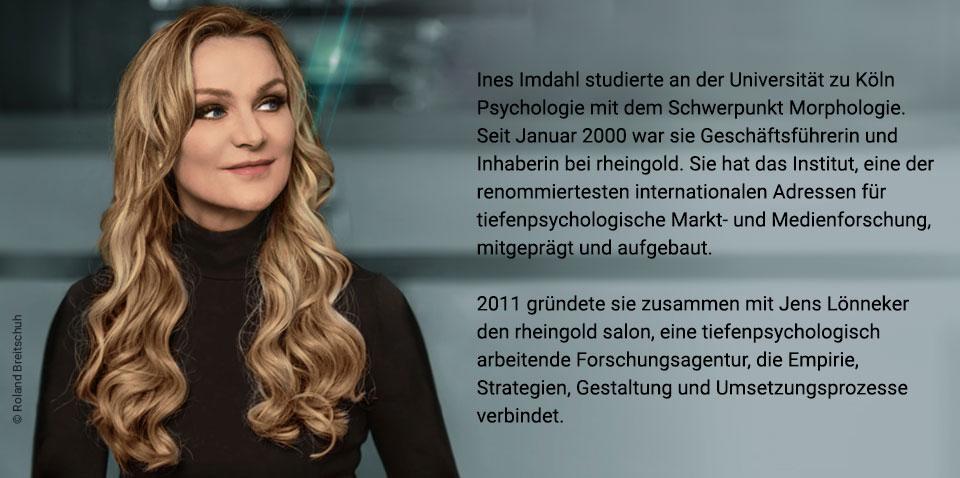 Ines Imdahl studierte an der Universität zu Köln
Psychologie mit dem Schwerpunkt Morphologie.
Seit Januar 2000 war sie Geschäftsführerin und
Inhaberin bei rheingold. Sie hat das Institut, eine der
renommiertesten internationalen Adressen für
tiefenpsychologische Markt- und Medienforschung,
mitgeprägt und aufgebaut.
2011 gründete sie zusammen mit Jens Lönneker
den rheingold salon, eine tiefenpsychologisch
arbeitende Forschungsagentur, die Empirie,
Strategien, Gestaltung und Umsetzungsprozesse
verbindet.
© Roland Breitschuh